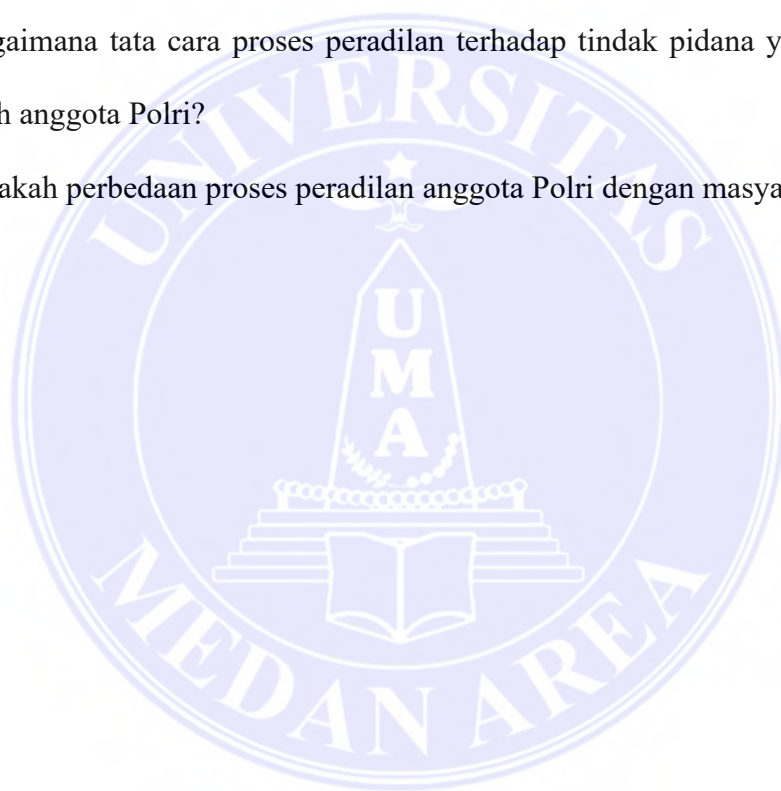 gaimana tata cara proses peradilan terhadap tindak pidana y
h anggota Polri?
akah perbedaan proses peradilan anggota Polri dengan masya
UNIVERSITAS
U
M
A
MEDAN AREA